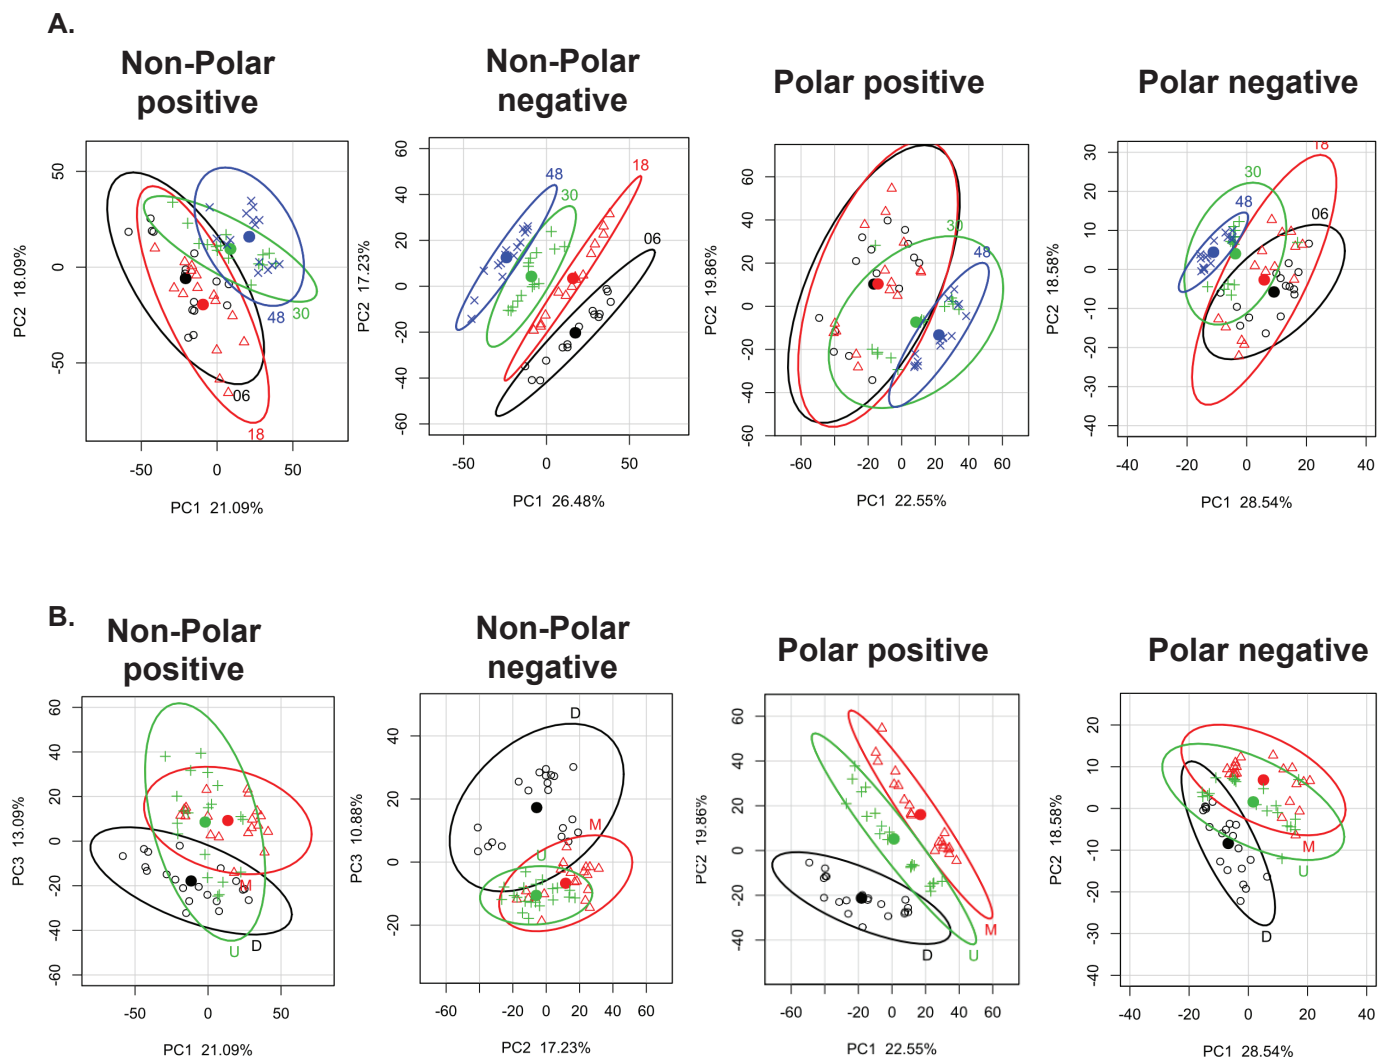 A.
Non-Polar
positive
Non-Polar
negative
Polar positive
Polar negative
PC2 18.09%
50
0
50
-50
0
50
48
30
06
18
PC1 21.09%
PC2 17.23%
60
40
20
0
-20
-40
-60
-50
0
50
48
30
18
06
PC1 26.48%
PC2 19.86%
60
40
20
0
-20
-40
-60
-60
-20
0
20
40
60
30
48
PC1 22.55%
PC2 18.58%
30
20
10
0
-10
-20
-30
-40
-40
-20
0
20
40
18
30
48
06
PC1 28.54%
B.
Non-Polar
positive
Non-Polar
negative
Polar positive
Polar negative
PC3 13.09%
60
40
20
0
-20
-40
-60
-50
0
50
M
D
U
PC1 21.09%
PC3 10.88%
40
20
0
-20
-60
-20
0
20
40
60
D
M
U
PC2 17.23%
PC2 19.86%
60
40
20
0
-20
-40
-60
-20
0
20
40
60
M
D
U
PC1 22.55%
PC2 18.58%
20
10
0
-10
-20
-30
-40
-40
-20
0
20
40
M
U
D
PC1 28.54%